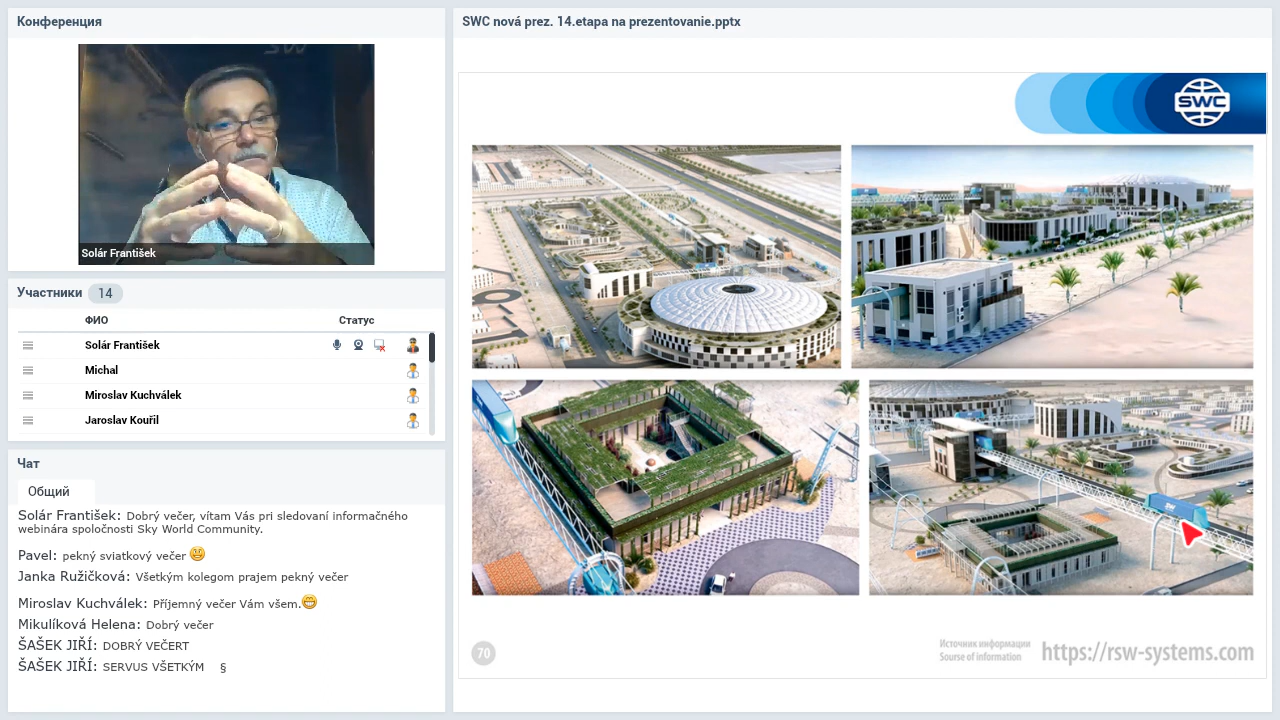 Конференция
Solár František
Участники 14
ФИО Статус
Solár František
Michal
Miroslav Kuchválek
Jaroslav Kouřil
Чат
Общий
Solár František: Dobrý večer, vítam Vás pri sledovaní informačného
webinára spoločnosti Sky World Community.
Pavel: pekný sviatkový večer
Janka Ružičková: Všetkým kolegom prajem pekný večer
Miroslav Kuchválek: Příjemný večer Vám všem.
Mikulíková Helena: Dobrý večer
ŠAŠEK JIŘÍ: DOBRÝ VEČERT
ŠAŠEK JIŘÍ: SERVUS VŠETKÝM §
SWC nová prez. 14.etapa na prezentovanie.pptx
SWC
70
Источник информации
Sourse of information
https://rsw-systems.com